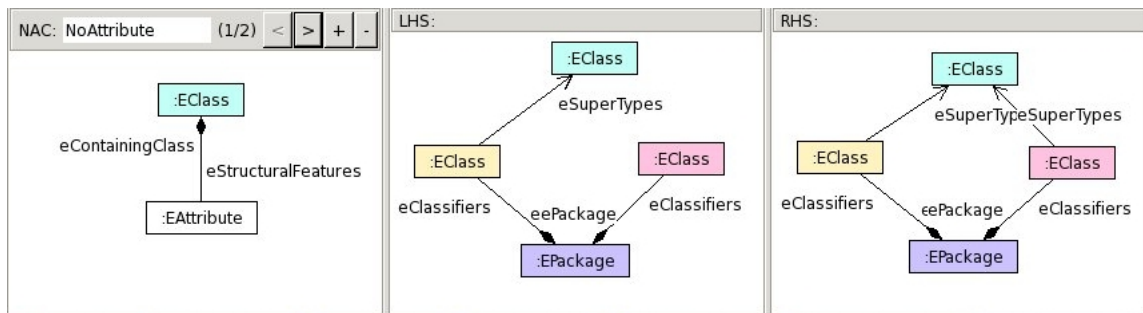 NAC: NoAttribute (1/2) < > + -
:EClass
eContainingClass
eStructuralFeatures
:EAttribute
LHS:
:EClass
eSuperTypes
:EClass
:EClass
eClassifiers
eePackage
eClassifiers
:EPackage
RHS:
:EClass
eSuperTypeSuperTypes
:EClass
:EClass
eClassifiers
eePackage
eClassifiers
:EPackage